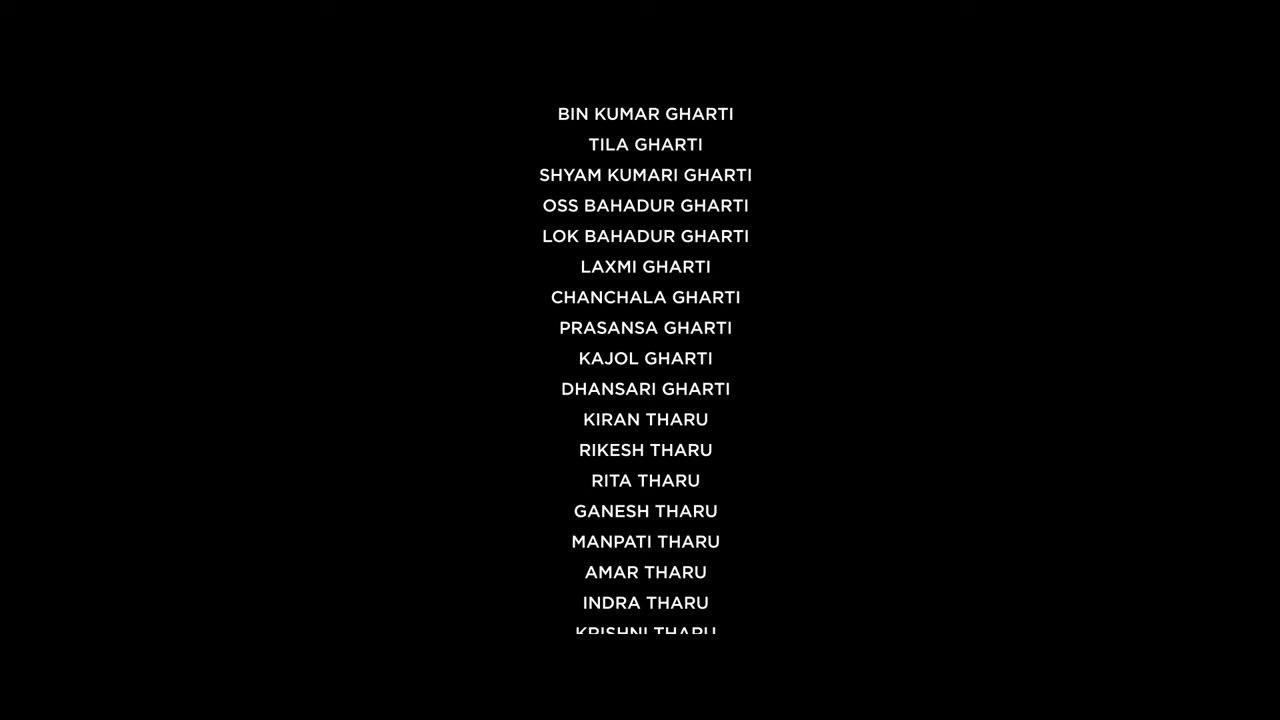 BIN KUMAR GHARTI
TILA GHARTI
SHYAM KUMARI GHARTI
OSS BAHADUR GHARTI
LOK BAHADUR GHARTI
LAXMI GHARTI
CHANCHALA GHARTI
PRASANSA GHARTI
KAJOL GHARTI
DHANSARI GHARTI
KIRAN THARU
RIKESH THARU
RITA THARU
GANESH THARU
MANPATI THARU
AMAR THARU
INDRA THARU
KRISHNI THARU